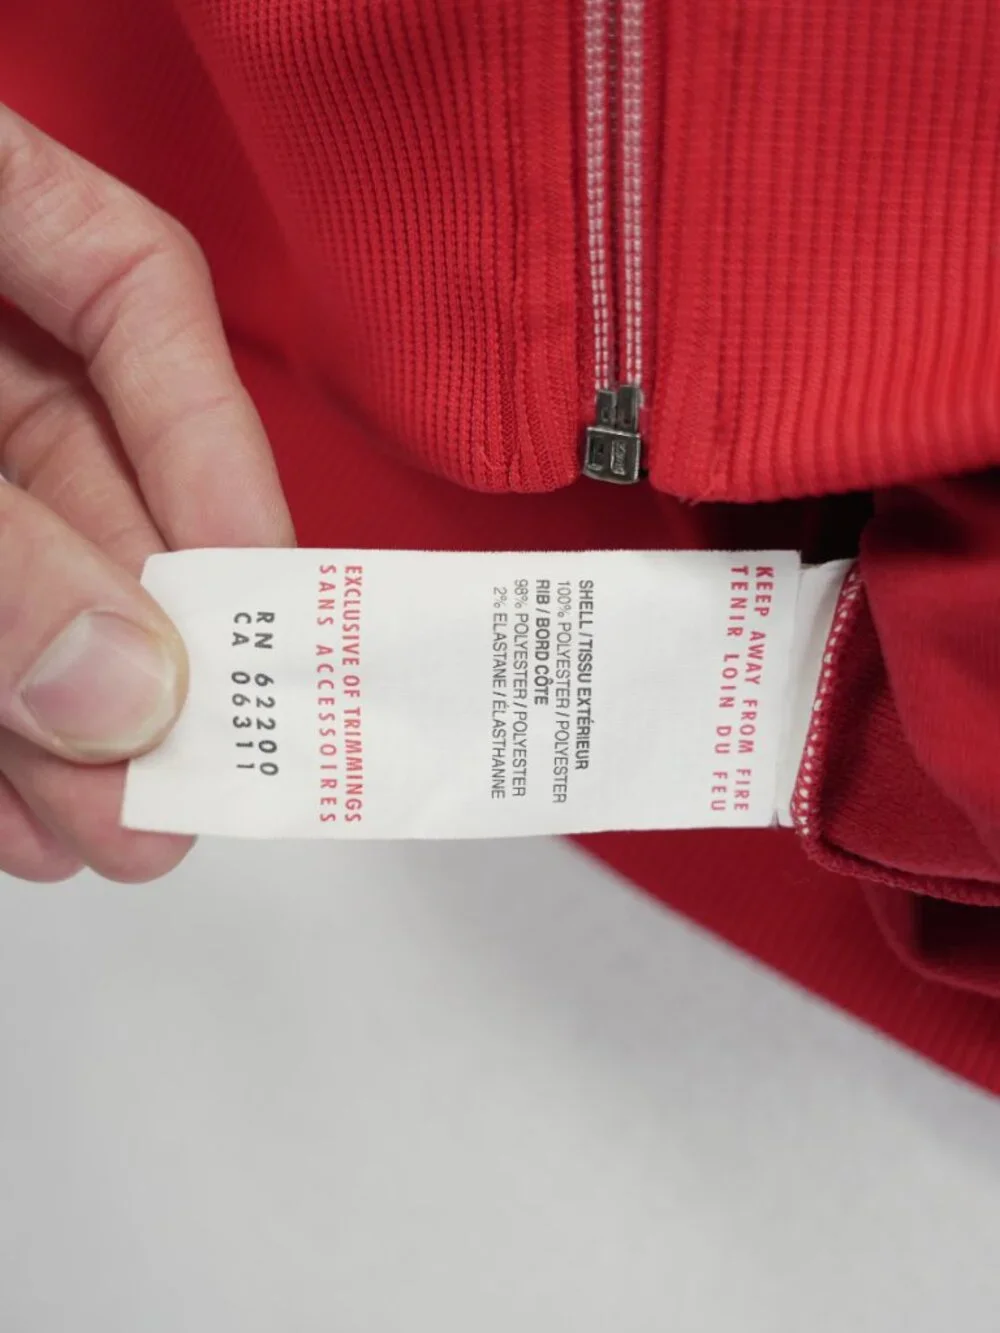 KEEP AWAY FROM FIRE
TENIR LOIN DU FEU
SHELL / TISSU EXTÉRIEUR
100% POLYESTER / POLYESTER
RIB / BORD CÔTE
98% POLYESTER / POLYESTER
2% ELASTANE / ÉLASTHANNE
EXCLUSIVE OF TRIMMINGS
SANS ACCESSOIRES
RN 62200
CA 06311